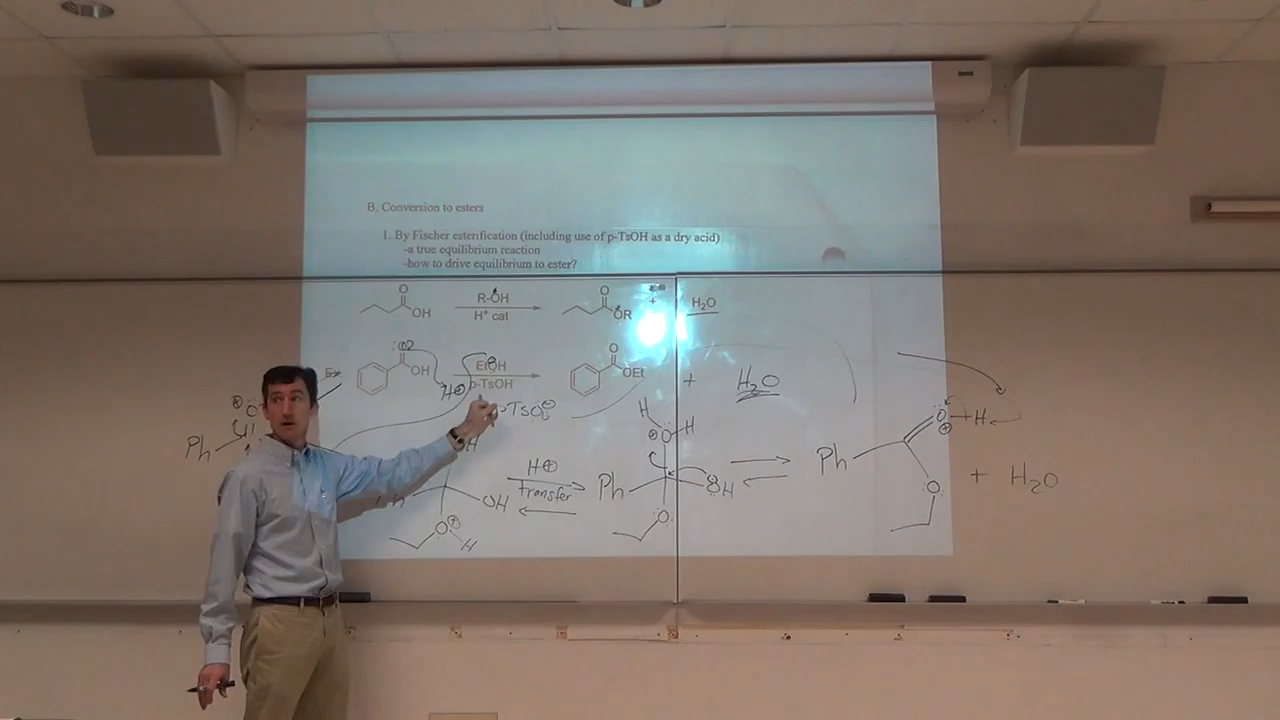 B. Conversion to esters
1. By Fischer esterification (including use of p-TsOH as a dry acid)
-a true equilibrium reaction
-how to drive equilibrium to ester?
O R-OH O + H₂O
OH H⁺ cat OR
:O: EtOH O
OH p-TsOH OEt + H₂O
H⊕
p-TsO⊖
⊕ O
Ph
H
OH
O⊕
H
H⊕
transfer
H
⊕O H
Ph OH
O
O H
⊕
Ph
O
+ H₂O